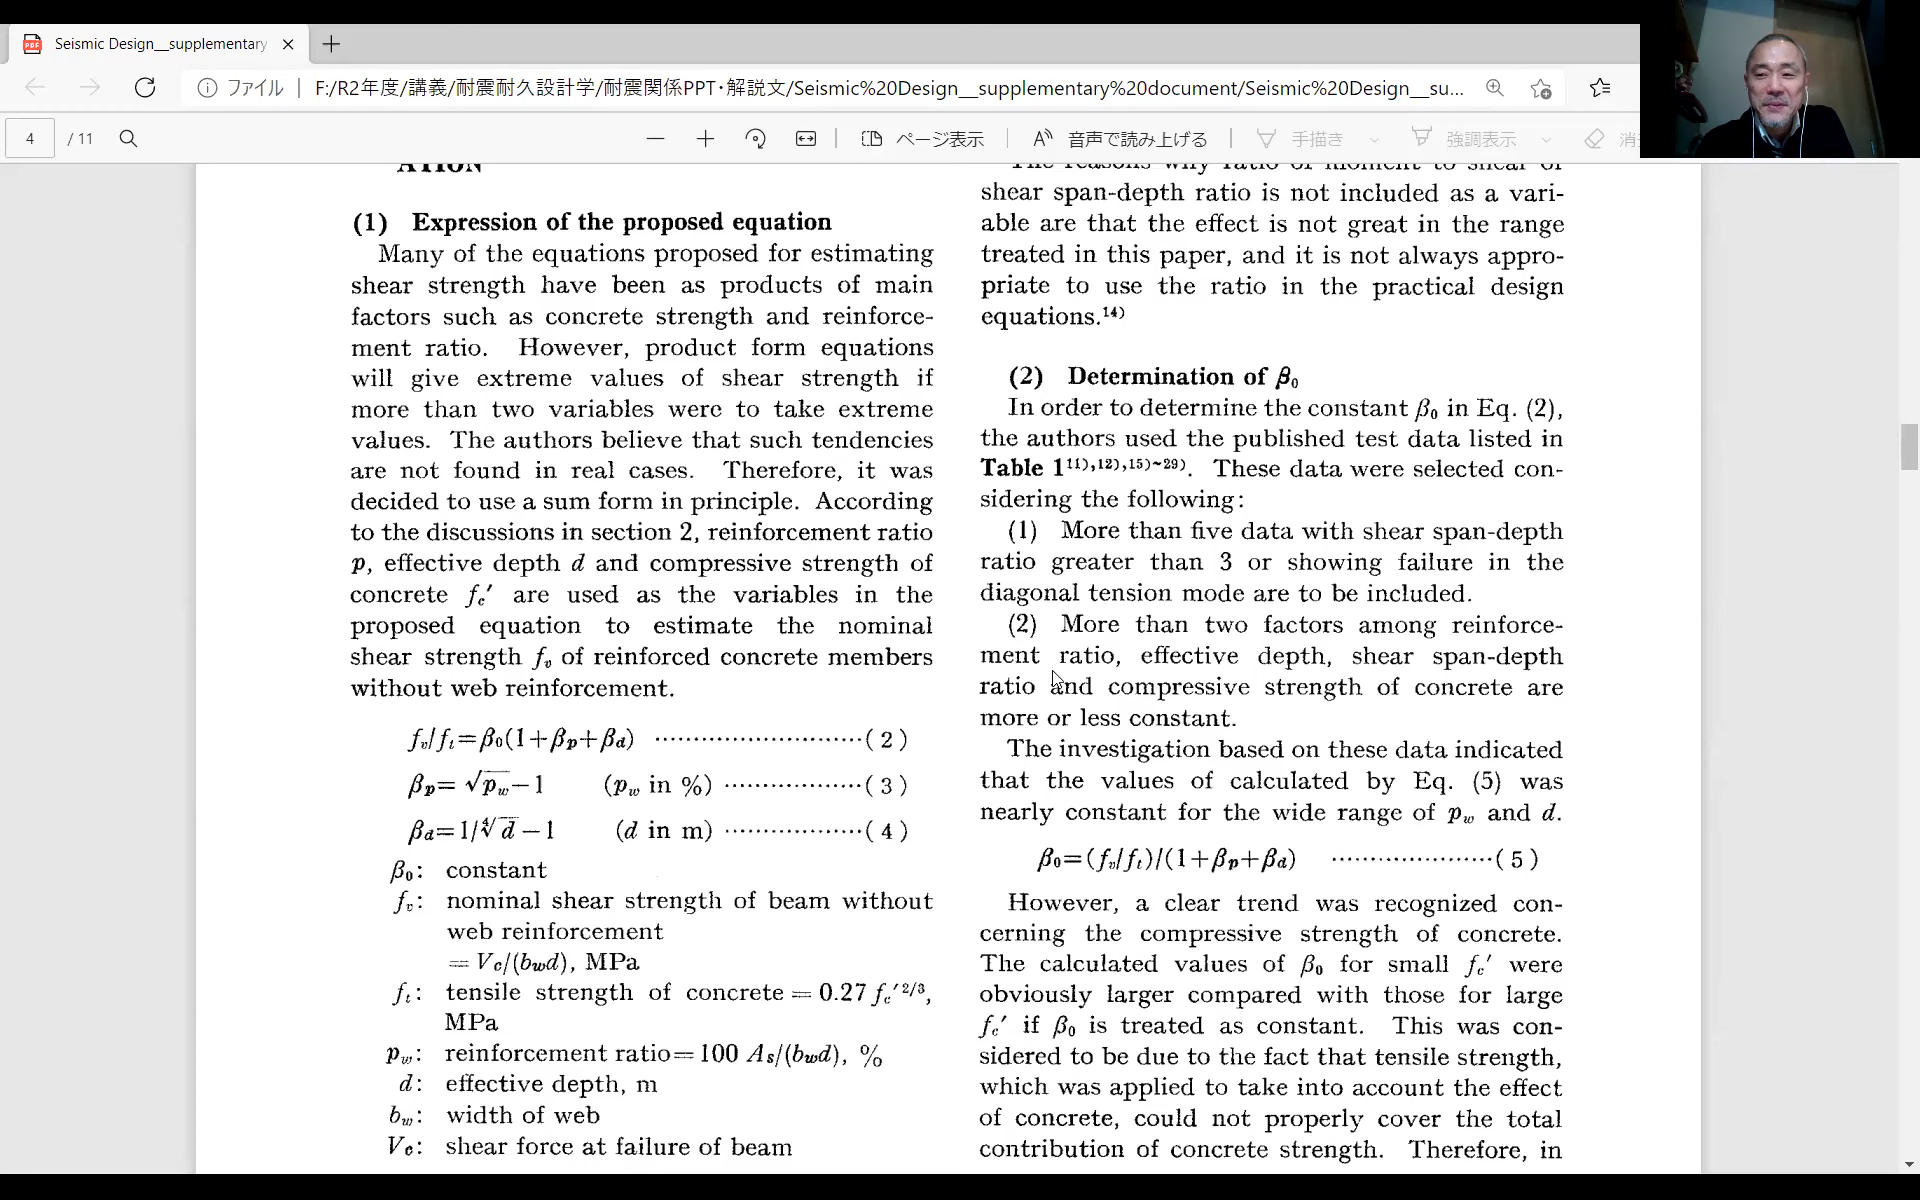 Seismic Design__supplementary
ファイル
F:/R2年度/講義/耐震耐久設計学/耐震関係PPT・解説文/Seismic%20Design__supplementary%20document/Seismic%20Design__su...
4 / 11
ページ表示
音声で読み上げる
手描き
強調表示
ATION
(1) Expression of the proposed equation
Many of the equations proposed for estimating
shear strength have been as products of main
factors such as concrete strength and reinforce-
ment ratio. However, product form equations
will give extreme values of shear strength if
more than two variables were to take extreme
values. The authors believe that such tendencies
are not found in real cases. Therefore, it was
decided to use a sum form in principle. According
to the discussions in section 2, reinforcement ratio
p, effective depth d and compressive strength of
concrete fc′ are used as the variables in the
proposed equation to estimate the nominal
shear strength fv of reinforced concrete members
without web reinforcement.
fv/ft=β0(1+βp+βd) ···························(2)
βp=√pw−1 (pw in %) ··················(3)
βd=1/∜d−1 (d in m) ··················(4)
β0: constant
fv: nominal shear strength of beam without
web reinforcement
=Vc/(bwd), MPa
ft: tensile strength of concrete=0.27 fc′2/3,
MPa
pw: reinforcement ratio=100 As/(bwd), %
d: effective depth, m
bw: width of web
Vc: shear force at failure of beam
The reasons why ratio of moment to shear or
shear span-depth ratio is not included as a vari-
able are that the effect is not great in the range
treated in this paper, and it is not always appro-
priate to use the ratio in the practical design
equations.14)
(2) Determination of β0
In order to determine the constant β0 in Eq. (2),
the authors used the published test data listed in
Table 111),12),15)~29). These data were selected con-
sidering the following:
(1) More than five data with shear span-depth
ratio greater than 3 or showing failure in the
diagonal tension mode are to be included.
(2) More than two factors among reinforce-
ment ratio, effective depth, shear span-depth
ratio and compressive strength of concrete are
more or less constant.
The investigation based on these data indicated
that the values of calculated by Eq. (5) was
nearly constant for the wide range of pw and d.
β0=(fv/ft)/(1+βp+βd) ·····················(5)
However, a clear trend was recognized con-
cerning the compressive strength of concrete.
The calculated values of β0 for small fc′ were
obviously larger compared with those for large
fc′ if β0 is treated as constant. This was con-
sidered to be due to the fact that tensile strength,
which was applied to take into account the effect
of concrete, could not properly cover the total
contribution of concrete strength. Therefore, in